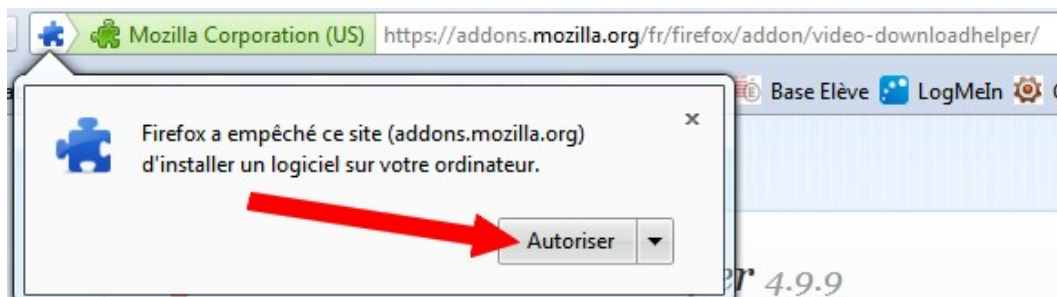 Mozilla Corporation (US) https://addons.mozilla.org/fr/firefox/addon/video-downloadhelper/
Base Elève LogMeIn
Firefox a empêché ce site (addons.mozilla.org)
d'installer un logiciel sur votre ordinateur.
x
Autoriser
er 4.9.9